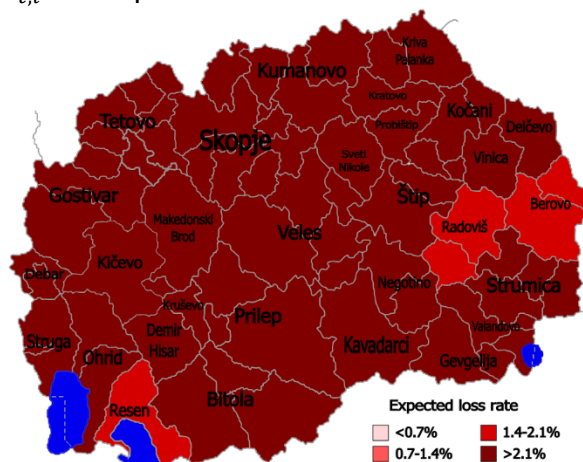 Kriva
Palanka
Kumanovo
Kratovo
Kočani
Tetovo
Probištip
Delčevo
Skopje
Sveti
Nikole
Vinica
Gostivar
Štip
Berovo
Makedonski
Brod
Radoviš
Veles
Kičevo
Debar
Negotino
Strumica
Kruševo
Prilep
Valandovo
Struga
Demir
Hisar
Kavadarci
Ohrid
Gevgelija
Bitola
Resen
Expected loss rate
<0.7% 1.4-2.1%
0.7-1.4% >2.1%